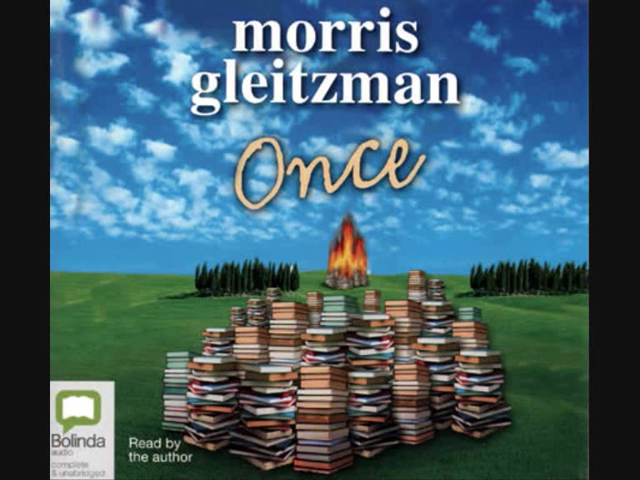 morris
gleitzman
Once
Bolinda
audio
complete
& unabridged
Read by
the author